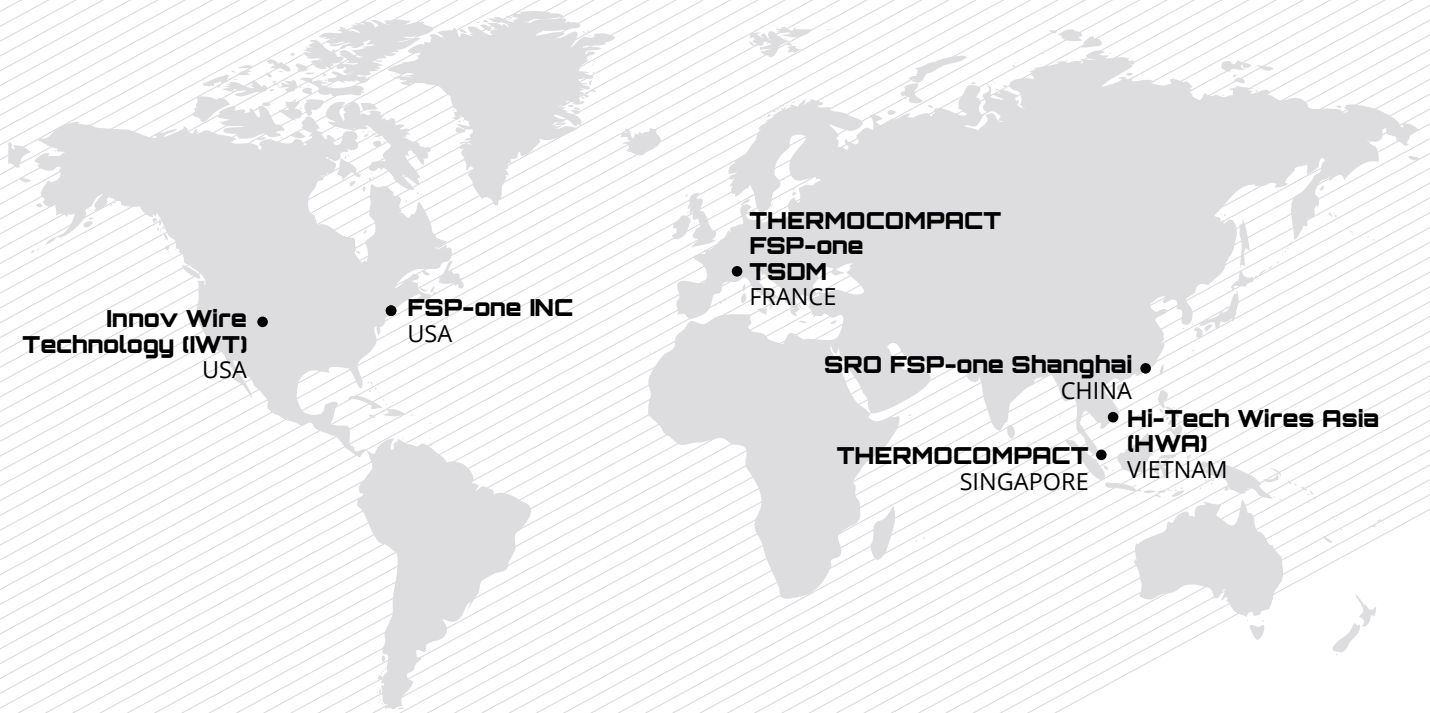 THERMOCOMPACT
FSP-one
TSDM
FRANCE
Innov Wire
Technology (IWT)
USA
FSP-one INC
USA
SRO FSP-one Shanghai
CHINA
Hi-Tech Wires Asia
(HWA)
VIETNAM
THERMOCOMPACT
SINGAPORE